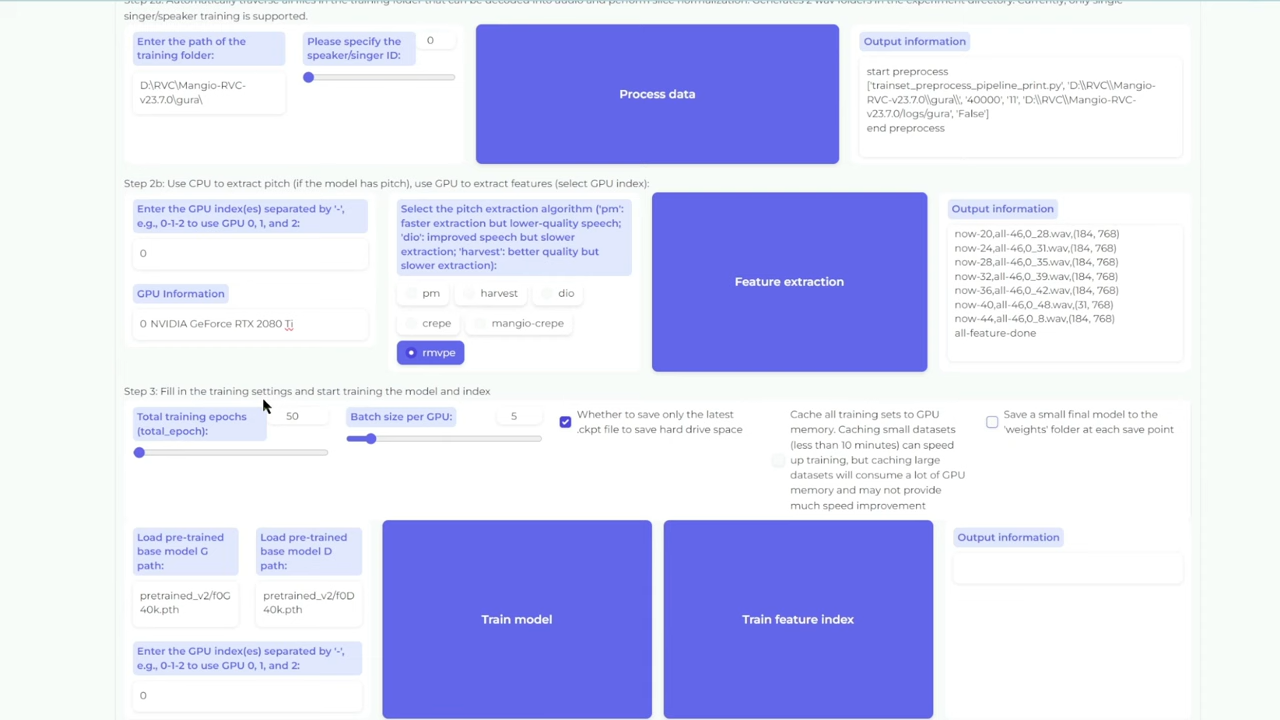 Step 2a: Automatically traverse all files in the training folder that can be decoded into audio and perform slice normalization. Generates 2 wav folders in the experiment directory. Currently, only single-
singer/speaker training is supported.
Enter the path of the
training folder:
D:\RVC\Mangio-RVC-
v23.7.0\gura\
Please specify the
speaker/singer ID:
0
Process data
Output information
start preprocess
['trainset_preprocess_pipeline_print.py', 'D:\\RVC\\Mangio-
RVC-v23.7.0\\gura\\', '40000', '11', 'D:\\RVC\\Mangio-RVC-
v23.7.0/logs/gura', 'False']
end preprocess
Step 2b: Use CPU to extract pitch (if the model has pitch), use GPU to extract features (select GPU index):
Enter the GPU index(es) separated by '-',
e.g., 0-1-2 to use GPU 0, 1, and 2:
0
GPU Information
0 NVIDIA GeForce RTX 2080 Ti
Select the pitch extraction algorithm ('pm':
faster extraction but lower-quality speech;
'dio': improved speech but slower
extraction; 'harvest': better quality but
slower extraction):
pm
harvest
dio
crepe
mangio-crepe
rmvpe
Feature extraction
Output information
now-20,all-46,0_28.wav,(184, 768)
now-24,all-46,0_31.wav,(184, 768)
now-28,all-46,0_35.wav,(184, 768)
now-32,all-46,0_39.wav,(184, 768)
now-36,all-46,0_42.wav,(184, 768)
now-40,all-46,0_48.wav,(31, 768)
now-44,all-46,0_8.wav,(184, 768)
all-feature-done
Step 3: Fill in the training settings and start training the model and index
Total training epochs
(total_epoch):
50
Batch size per GPU:
5
Whether to save only the latest
.ckpt file to save hard drive space
Cache all training sets to GPU
memory. Caching small datasets
(less than 10 minutes) can speed
up training, but caching large
datasets will consume a lot of GPU
memory and may not provide
much speed improvement
Save a small final model to the
'weights' folder at each save point
Load pre-trained
base model G
path:
pretrained_v2/f0G
40k.pth
Load pre-trained
base model D
path:
pretrained_v2/f0D
40k.pth
Enter the GPU index(es) separated by '-',
e.g., 0-1-2 to use GPU 0, 1, and 2:
0
Train model
Train feature index
Output information